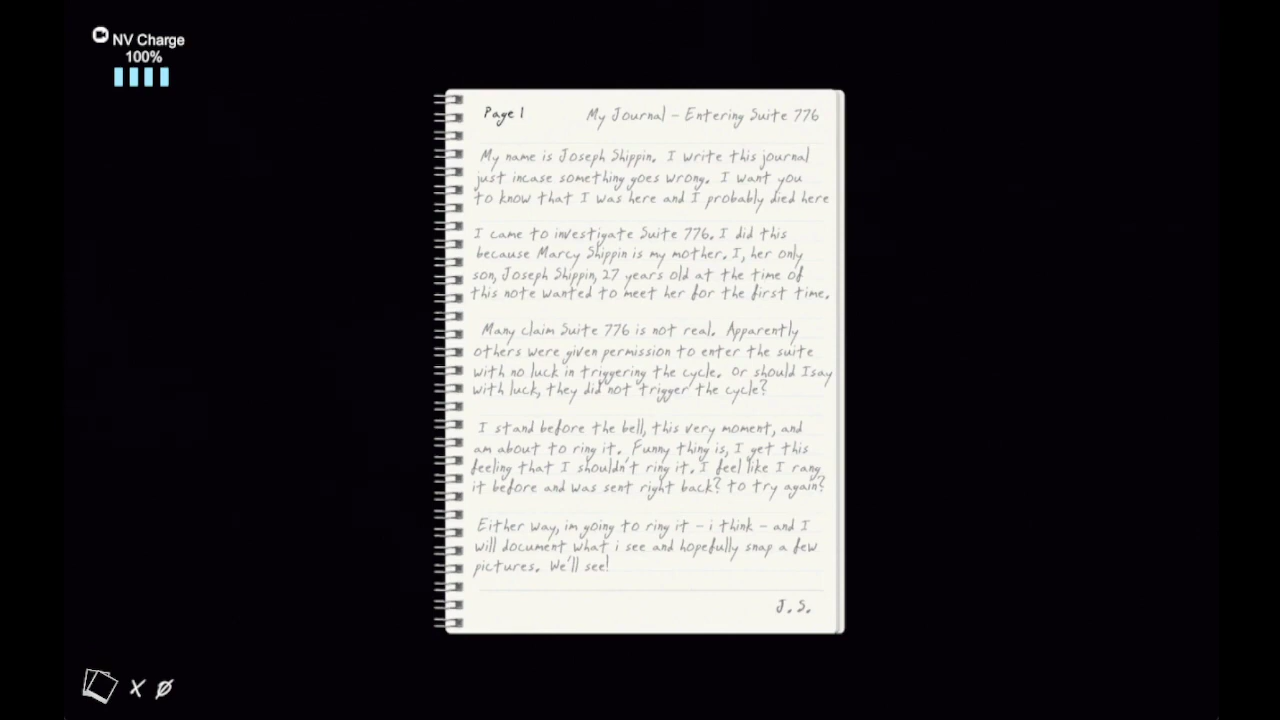 NV Charge
100%
Page 1
My Journal - Entering Suite 776
My name is Joseph Shippin. I write this journal
just incase something goes wrong. I want you
to know that I was here and I probably died here
I came to investigate Suite 776. I did this
because Marcy Shippin is my mother. I, her only
son, Joseph Shippin, 27 years old at the time of
this note wanted to meet her for the first time.
Many claim Suite 776 is not real. Apparently
others were given permission to enter the suite
with no luck in triggering the cycle. Or should I say
with luck, they did not trigger the cycle?
I stand before the bell, this very moment, and
am about to ring it. Funny thing is, I get this
feeling that I shouldn't ring it. I feel like I rang
it before and was sent right back? to try again?
Either way, im going to ring it - i think - and I
will document what i see and hopefully snap a few
pictures. We'll see!
J.S.
X 0